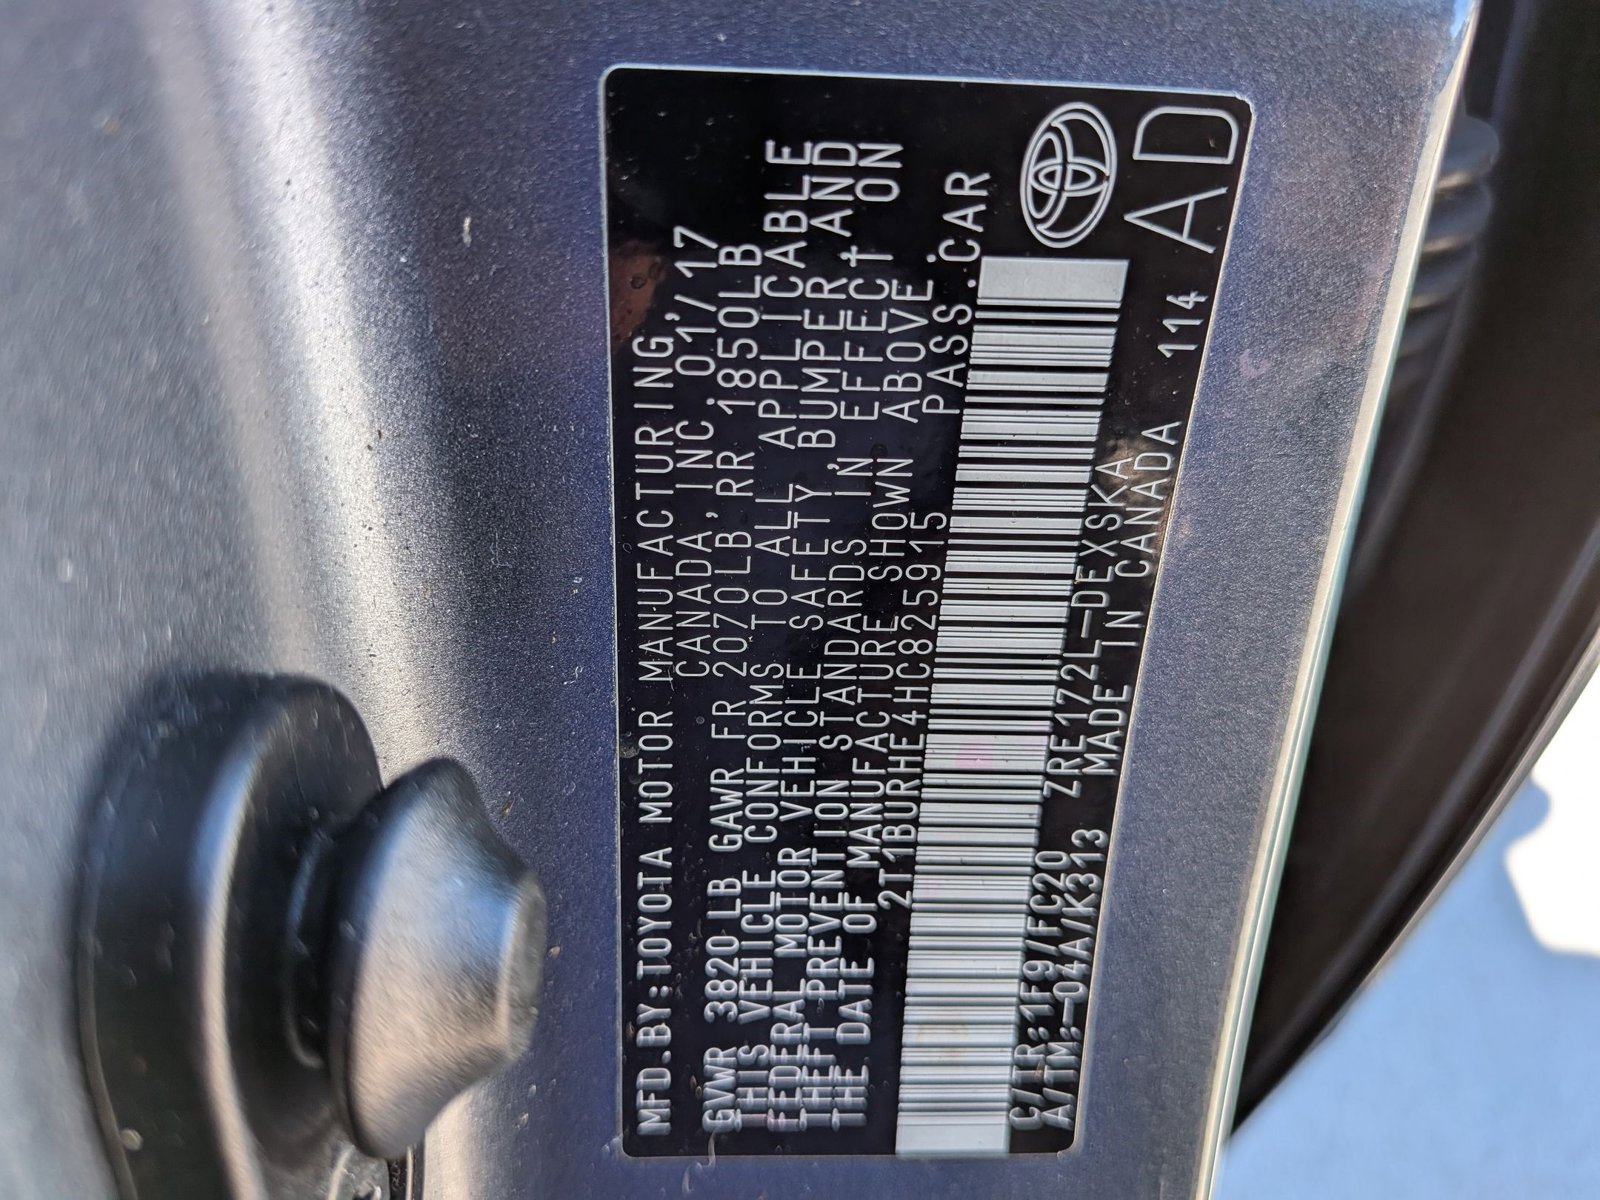 MFD.BY:TOYOTA MOTOR MANUFACTURING,
CANADA, INC. 01/17
GVWR 3820 LB GAWR FR 2070LB,RR 1850LB
THIS VEHICLE CONFORMS TO ALL APPLICABLE
FEDERAL MOTOR VEHICLE SAFETY, BUMPER AND
THEFT PREVENTION STANDARDS IN EFFECT ON
THE DATE OF MANUFACTURE SHOWN ABOVE.
2T1BURHE4HC825915 PASS.CAR
C/TR:1F9/FC20 ZRE172L-DEXSKA
A/TM:-04A/K313 MADE IN CANADA 114
AD